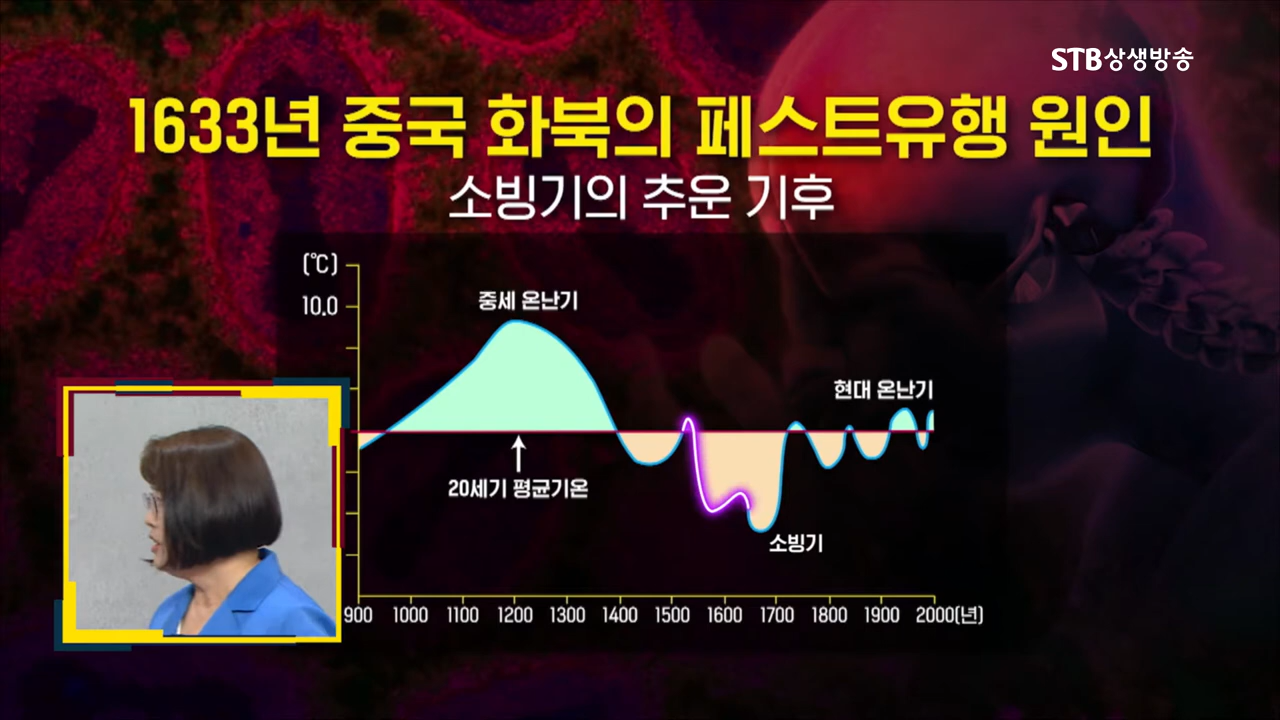 STB상생방송
1633년 중국 화북의 페스트유행 원인
소빙기의 추운 기후
(℃)
10.0
중세 온난기
현대 온난기
20세기 평균기온
소빙기
900 1000 1100 1200 1300 1400 1500 1600 1700 1800 1900 2000(년)